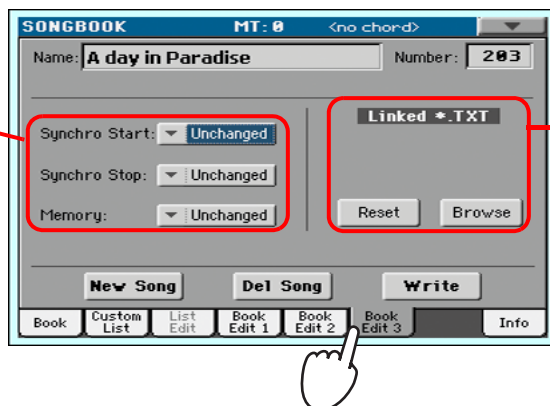 SONGBOOK MT:0 <no chord>
Name: A day in Paradise Number: 203
Linked *.TXT
Synchro Start: Unchanged
Synchro Stop: Unchanged
Memory: Unchanged Reset Browse
New Song Del Song Write
Book Custom List List Edit Book Edit 1 Book Edit 2 Book Edit 3 Info